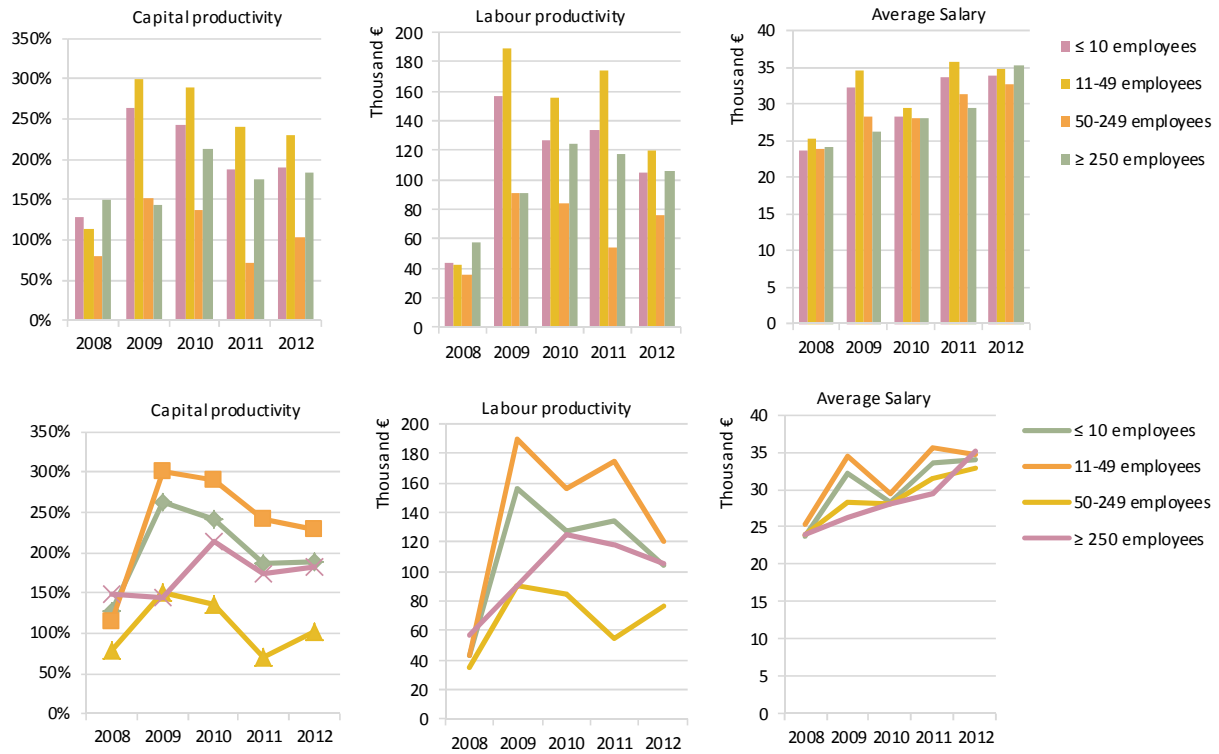 Capital productivity
350%
300%
250%
200%
150%
100%
50%
0%
2008 2009 2010 2011 2012
Labour productivity
Thousand €
200
180
160
140
120
100
80
60
40
20
0
2008 2009 2010 2011 2012
Average Salary
Thousand €
40
35
30
25
20
15
10
5
0
2008 2009 2010 2011 2012
≤ 10 employees
11-49 employees
50-249 employees
≥ 250 employees
Capital productivity
350%
300%
250%
200%
150%
100%
50%
0%
2008 2009 2010 2011 2012
Labour productivity
Thousand €
200
180
160
140
120
100
80
60
40
20
0
2008 2009 2010 2011 2012
Average Salary
Thousand €
40
35
30
25
20
15
10
5
0
2008 2009 2010 2011 2012
≤ 10 employees
11-49 employees
50-249 employees
≥ 250 employees